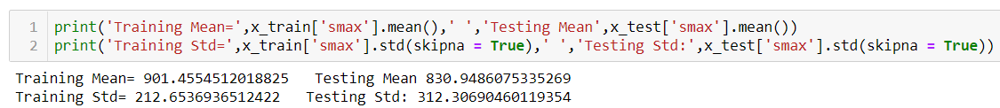 1 print('Training Mean=',x_train['smax'].mean(),' ','Testing Mean',x_test['smax'].mean())
2 print('Training Std=',x_train['smax'].std(skipna = True),' ','Testing Std:',x_test['smax'].std(skipna = True))
Training Mean= 901.4554512018825   Testing Mean 830.9486075335269
Training Std= 212.6536936512422   Testing Std: 312.30690460119354